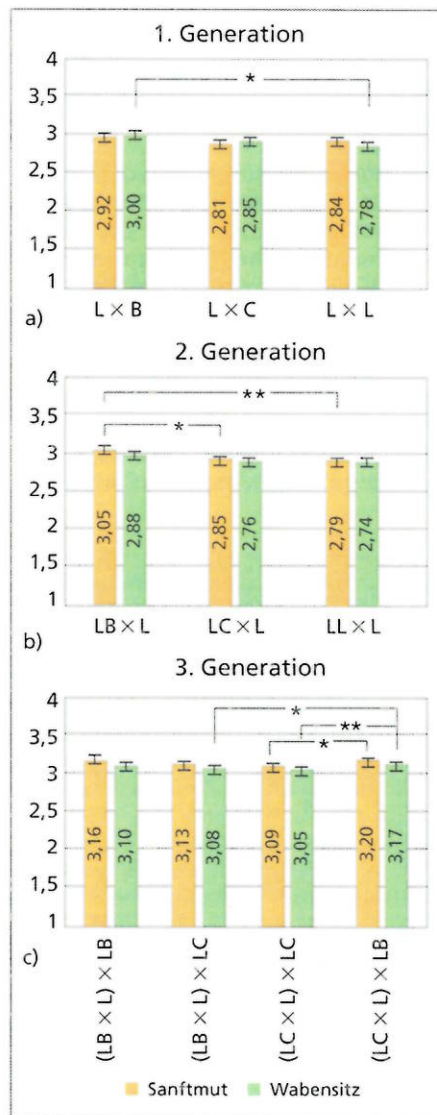 1. Generation
4
3,5
3
2,5
2
1,5
1
*
2,92
3,00
2,81
2,85
2,84
2,78
L × B
L × C
L × L
a)
2. Generation
4
3,5
3
2,5
2
1,5
1
**
*
3,05
2,88
2,85
2,76
2,79
2,74
LB × L
LC × L
LL × L
b)
3. Generation
4
3,5
3
2,5
2
1,5
1
*
**
*
3,16
3,10
3,13
3,08
3,09
3,05
3,20
3,17
c)
(LB × L) × LB
(LB × L) × LC
(LC × L) × LC
(LC × L) × LB
Sanftmut
Wabensitz